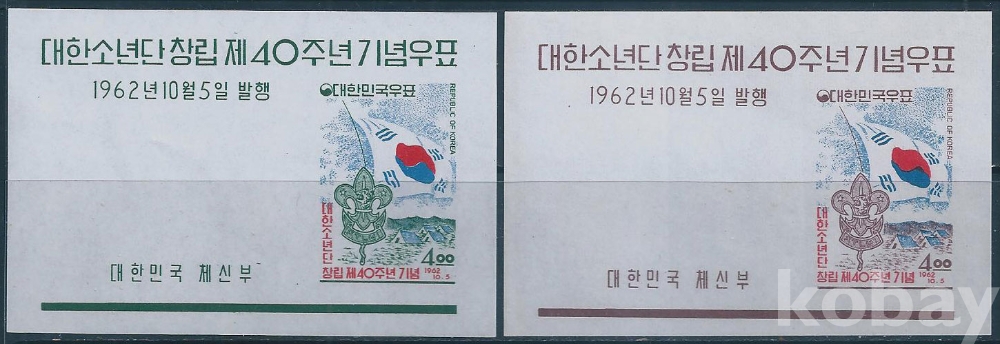 대한소년단창립제40주년기념우표
1962년10월5일 발행
대한민국우표
REPUBLIC OF KOREA
대한소년단
창립제40주년기념
4.00
1962
10.5
대한민국 체신부
대한소년단창립제40주년기념우표
1962년10월5일 발행
대한민국우표
REPUBLIC OF KOREA
대한소년단
창립제40주년기념
4.00
1962
10.5
대한민국 체신부
kobay